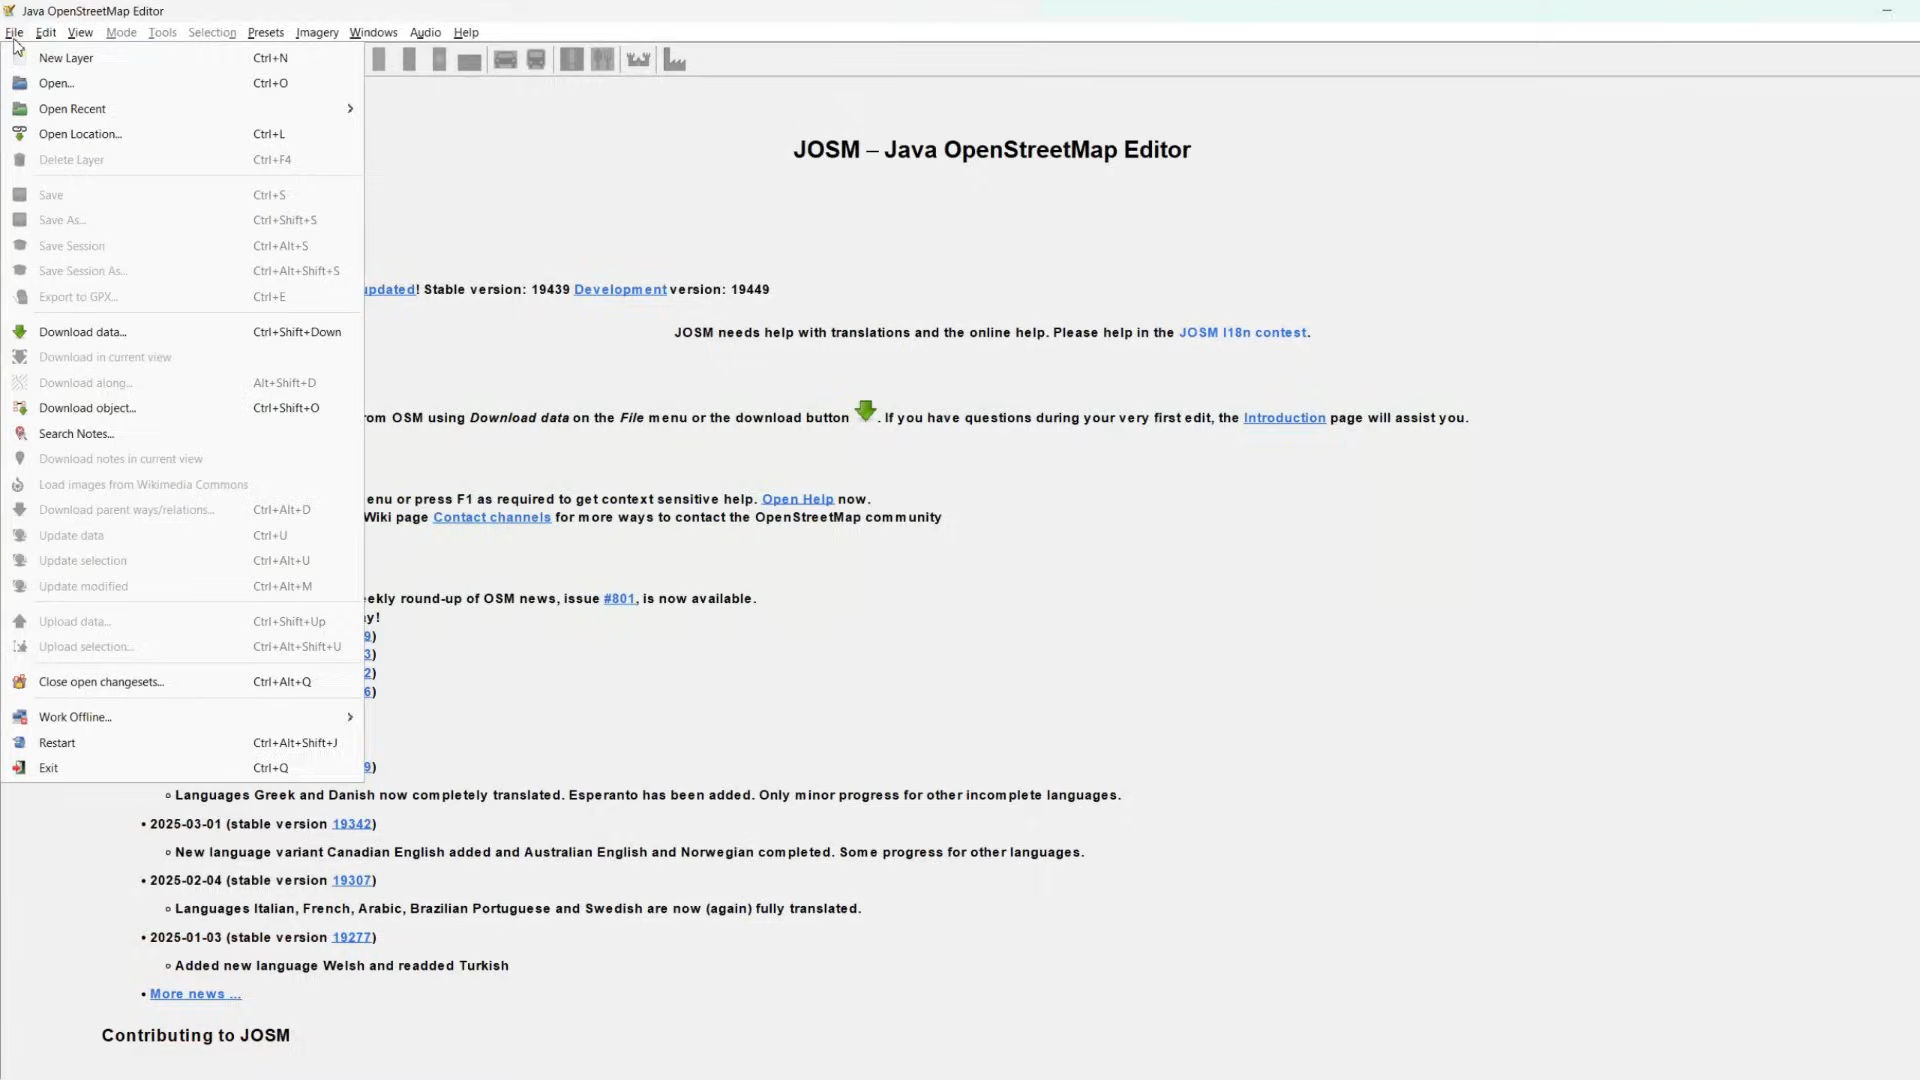 Java OpenStreetMap Editor
File Edit View Mode Tools Selection Presets Imagery Windows Audio Help
New Layer Ctrl+N
Open... Ctrl+O
Open Recent
Open Location... Ctrl+L
Delete Layer Ctrl+F4
Save Ctrl+S
Save As... Ctrl+Shift+S
Save Session Ctrl+Alt+S
Save Session As... Ctrl+Alt+Shift+S
Export to GPX... Ctrl+E
Download data... Ctrl+Shift+Down
Download in current view
Download along... Alt+Shift+D
Download object... Ctrl+Shift+O
Search Notes...
Download notes in current view
Load images from Wikimedia Commons
Download parent ways/relations... Ctrl+Alt+D
Update data Ctrl+U
Update selection Ctrl+Alt+U
Update modified Ctrl+Alt+M
Upload data... Ctrl+Shift+Up
Upload selection... Ctrl+Alt+Shift+U
Close open changesets... Ctrl+Alt+Q
Work Offline...
Restart Ctrl+Alt+Shift+J
Exit Ctrl+Q
JOSM – Java OpenStreetMap Editor
updated! Stable version: 19439 Development version: 19449
JOSM needs help with translations and the online help. Please help in the JOSM I18n contest.
rom OSM using Download data on the File menu or the download button . If you have questions during your very first edit, the Introduction page will assist you.
enu or press F1 as required to get context sensitive help. Open Help now.
Wiki page Contact channels for more ways to contact the OpenStreetMap community
eekly round-up of OSM news, issue #801, is now available.
ay!
9)
3)
2)
6)
9)
◦ Languages Greek and Danish now completely translated. Esperanto has been added. Only minor progress for other incomplete languages.
• 2025-03-01 (stable version 19342)
◦ New language variant Canadian English added and Australian English and Norwegian completed. Some progress for other languages.
• 2025-02-04 (stable version 19307)
◦ Languages Italian, French, Arabic, Brazilian Portuguese and Swedish are now (again) fully translated.
• 2025-01-03 (stable version 19277)
◦ Added new language Welsh and readded Turkish
• More news ...
Contributing to JOSM